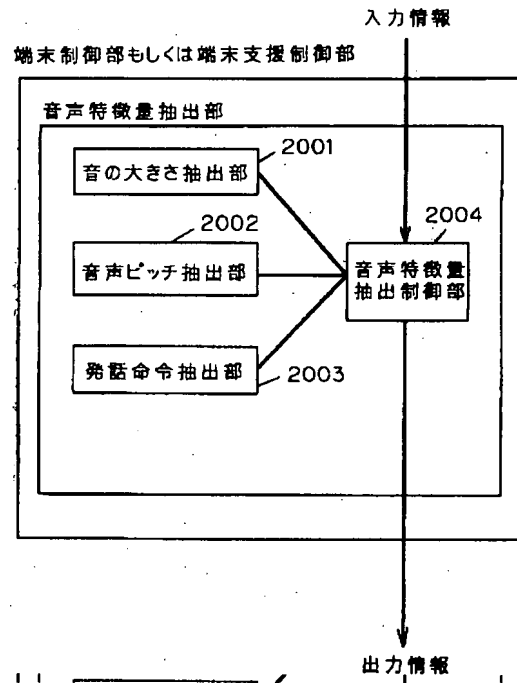 入力情報
端末制御部もしくは端末支援制御部
音声特徴量抽出部
2001
音の大きさ抽出部
2002
2004
音声ピッチ抽出部
音声特徴量
抽出制御部
発話命令抽出部
2003
出力情報